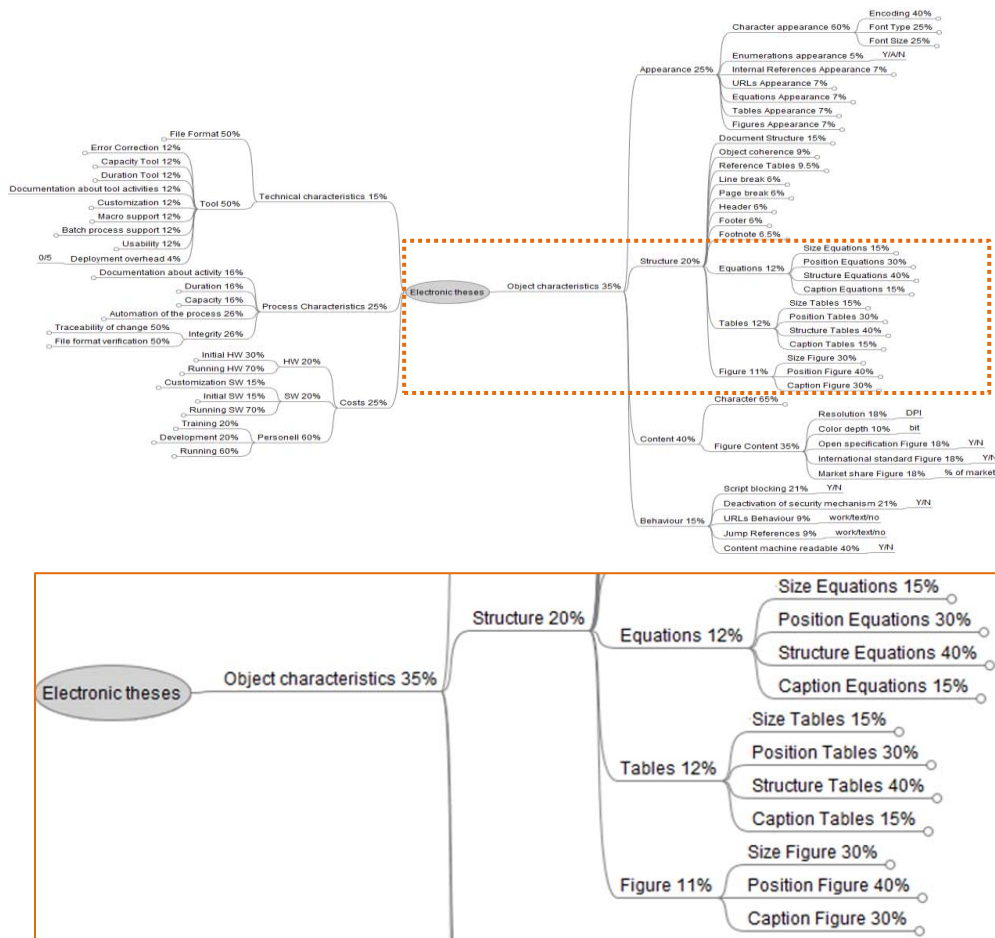 Electronic theses
Technical characteristics 15%
File Format 50%
Tool 50%
Error Correction 12%
Capacity Tool 12%
Duration Tool 12%
Documentation about tool activities 12%
Customization 12%
Macro support 12%
Batch process support 12%
Usability 12%
0/5 Deployment overhead 4%
Process Characteristics 25%
Documentation about activity 16%
Duration 16%
Capacity 16%
Automation of the process 26%
Integrity 26%
Traceability of change 50%
File format verification 50%
Costs 25%
HW 20%
Initial HW 30%
Running HW 70%
SW 20%
Customization SW 15%
Initial SW 15%
Running SW 70%
Personell 60%
Training 20%
Development 20%
Running 60%
Object characteristics 35%
Appearance 25%
Character appearance 60%
Encoding 40%
Font Type 25%
Font Size 25%
Enumerations appearance 5% Y/A/N
Internal References Appearance 7%
URLs Appearance 7%
Equations Appearance 7%
Tables Appearance 7%
Figures Appearance 7%
Structure 20%
Document Structure 15%
Object coherence 9%
Reference Tables 9.5%
Line break 6%
Page break 6%
Header 6%
Footer 6%
Footnote 6.5%
Equations 12%
Size Equations 15%
Position Equations 30%
Structure Equations 40%
Caption Equations 15%
Tables 12%
Size Tables 15%
Position Tables 30%
Structure Tables 40%
Caption Tables 15%
Figure 11%
Size Figure 30%
Position Figure 40%
Caption Figure 30%
Content 40%
Character 65%
Figure Content 35%
Resolution 18% DPI
Color depth 10% bit
Open specification Figure 18% Y/N
International standard Figure 18% Y/N
Market share Figure 18% % of market
Behaviour 15%
Script blocking 21% Y/N
Deactivation of security mechanism 21% Y/N
URLs Behaviour 9% work/text/no
Jump References 9% work/text/no
Content machine readable 40% Y/N
Electronic theses
Object characteristics 35%
Structure 20%
Equations 12%
Size Equations 15%
Position Equations 30%
Structure Equations 40%
Caption Equations 15%
Tables 12%
Size Tables 15%
Position Tables 30%
Structure Tables 40%
Caption Tables 15%
Figure 11%
Size Figure 30%
Position Figure 40%
Caption Figure 30%